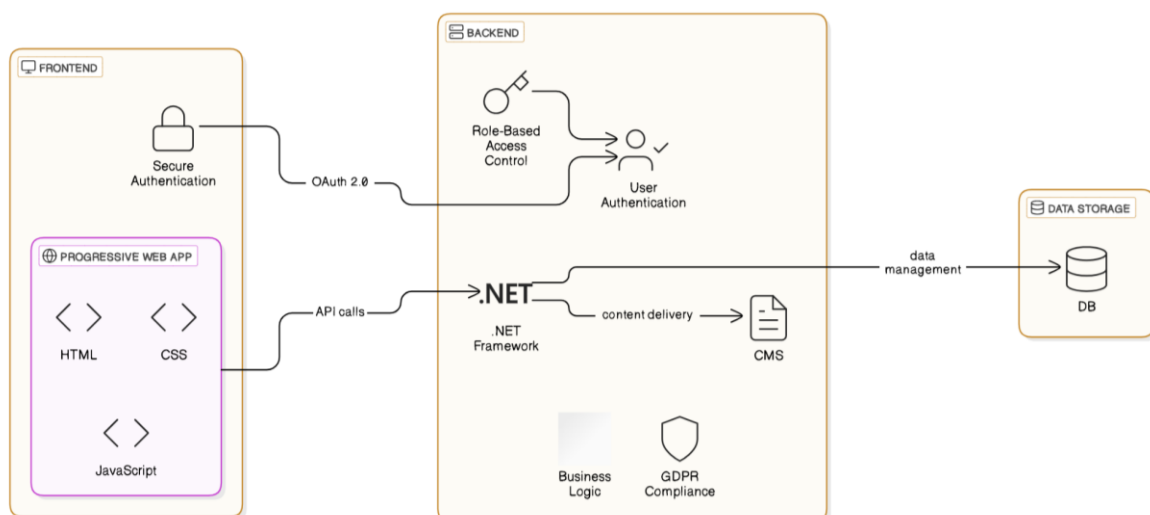 FRONTEND
Secure
Authentication
OAuth 2.0
PROGRESSIVE WEB APP
HTML
CSS
JavaScript
API calls
BACKEND
Role-Based
Access
Control
User
Authentication
.NET
.NET
Framework
content delivery
CMS
Business
Logic
GDPR
Compliance
data
management
DATA STORAGE
DB